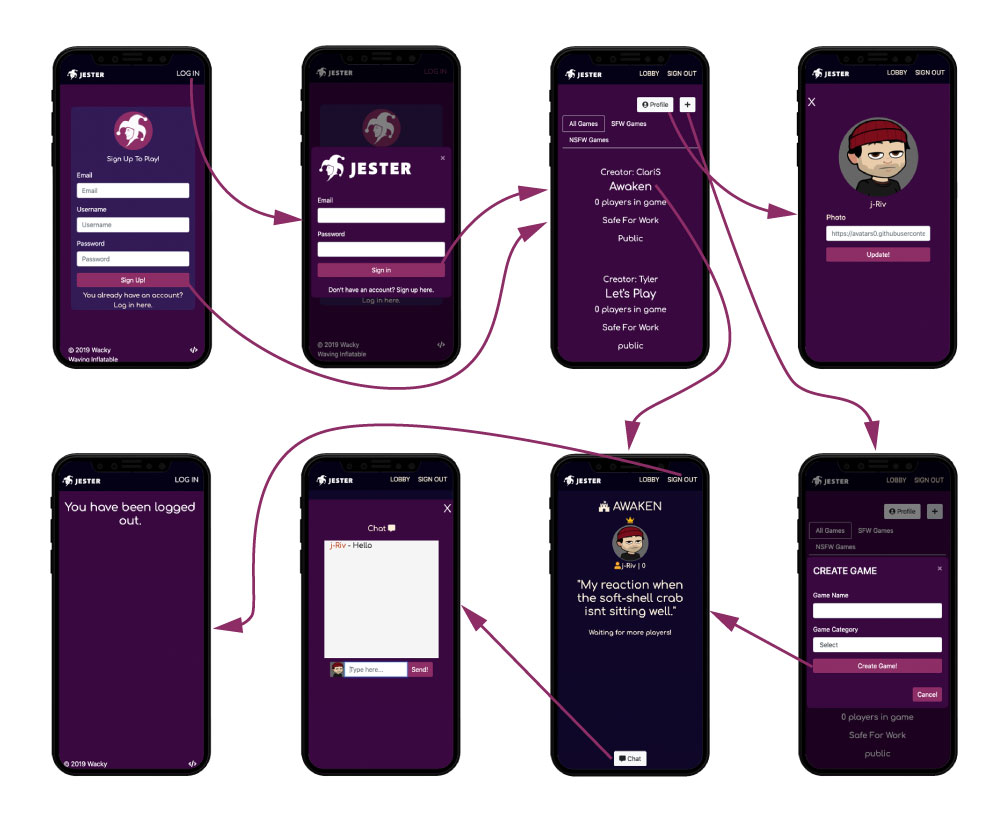 JESTER
LOG IN
Sign Up To Play!
Email
Email
Username
Username
Password
Password
Sign Up!
You already have an account?
Log in here.
© 2019 Wacky
Waving Inflatable
</>
JESTER
LOG IN
JESTER
×
Email
Password
Sign in
Don't have an account? Sign up here.
Log in here.
© 2019 Wacky
Waving Inflatable
</>
JESTER
LOBBY SIGN OUT
Profile +
All Games SFW Games
NSFW Games
Creator: ClariS
Awaken
0 players in game
Safe For Work
Public
Creator: Tyler
Let's Play
0 players in game
Safe For Work
public
JESTER
LOBBY SIGN OUT
X
j-Riv
Photo
https://avatars0.githubuserconte
Update!
JESTER
LOG IN
You have been logged
out.
© 2019 Wacky
</>
JESTER
LOBBY SIGN OUT
X
Chat
j-Riv - Hello
Type here...
Send!
JESTER
LOBBY SIGN OUT
AWAKEN
j-Riv | 0
"My reaction when
the soft-shell crab
isnt sitting well."
Waiting for more players!
Chat
JESTER
LOBBY SIGN OUT
Profile +
All Games SFW Games
NSFW Games
CREATE GAME ×
Game Name
Game Category
Select
Create Game!
Cancel
0 players in game
Safe For Work
public